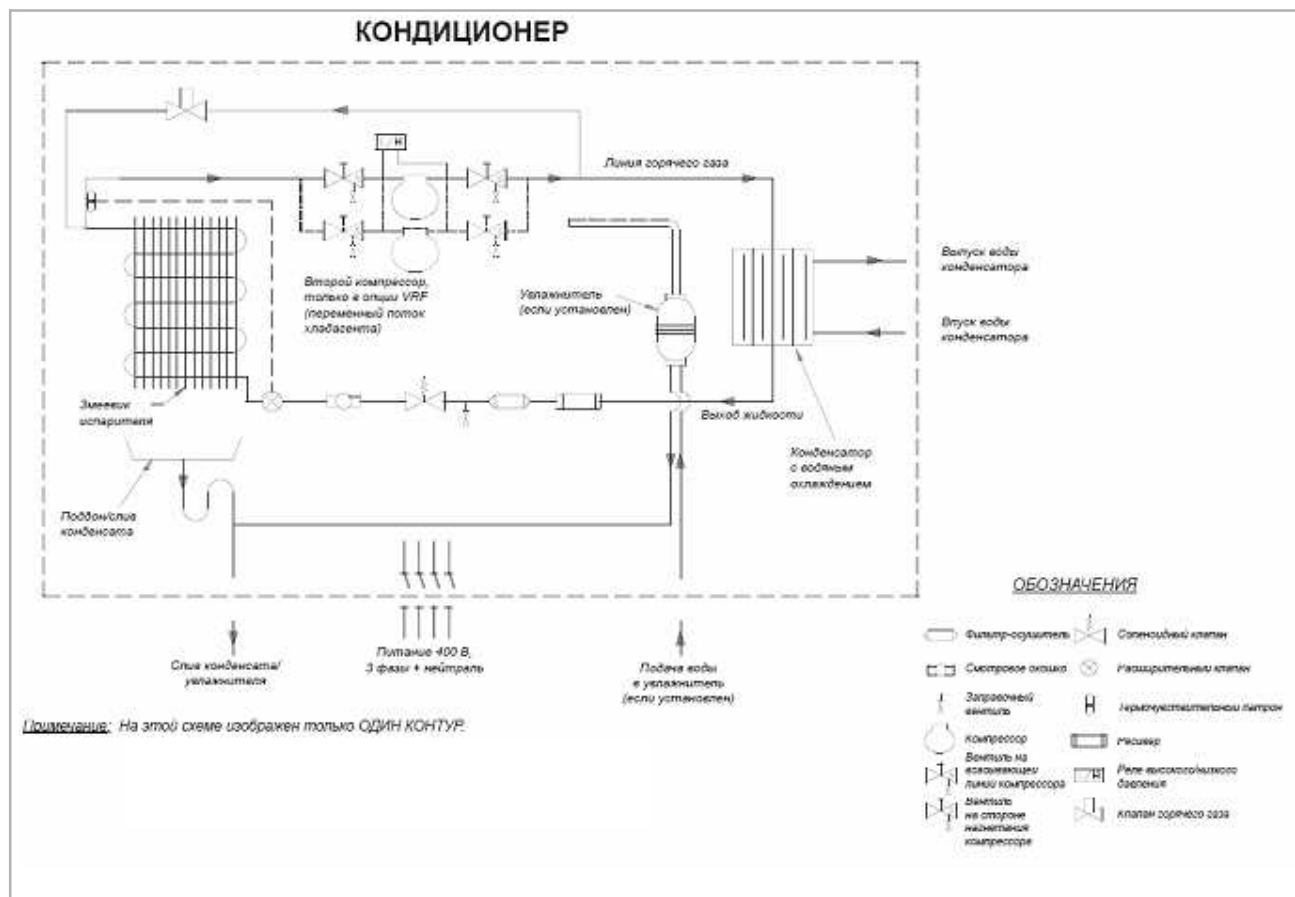 КОНДИЦИОНЕР
Линия горячего газа
Второй компрессор,
только в опции VRF
(переменный поток
хладагента)
Увлажнитель
(если установлен)
Выпуск воды
конденсатора
Впуск воды
конденсатора
Змеевик
испарителя
Выход жидкости
Конденсатор
с водяным
охлаждением
Поддон/слив
конденсата
Слив конденсата/
увлажнителя
Питание 400 В,
3 фазы + нейтраль
Подача воды
в увлажнитель
(если установлен)
Примечание: На этой схеме изображен только ОДИН КОНТУР.
ОБОЗНАЧЕНИЯ
Фильтр-осушитель
Соленоидный клапан
Смотровое окошко
Расширительный клапан
Заправочный
вентиль
Термочувствительный патрон
Компрессор
Ресивер
Вентиль на
всасывающей
линии компрессора
Реле высокого/низкого
давления
Вентиль
на стороне
нагнетания
компрессора
Клапан горячего газа